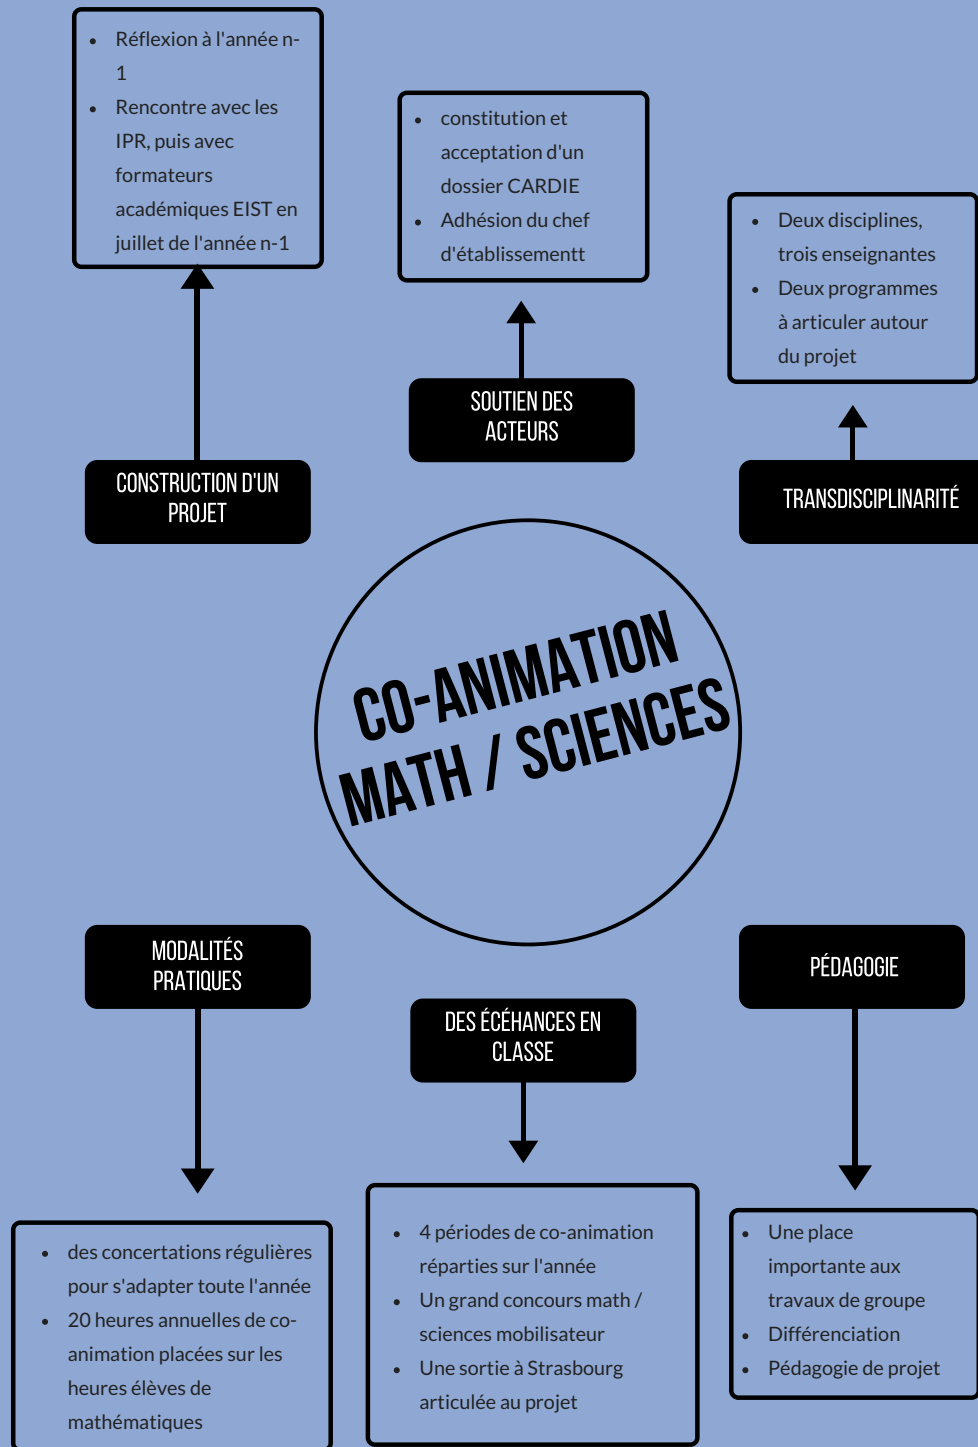 • Réflexion à l'année n-
1
• Rencontre avec les
IPR, puis avec
formateurs
académiques EIST en
juillet de l'année n-1
CONSTRUCTION D'UN
PROJET
• constitution et
acceptation d'un
dossier CARDIE
• Adhésion du chef
d'établissementt
SOUTIEN DES
ACTEURS
• Deux disciplines,
trois enseignantes
• Deux programmes
à articuler autour
du projet
TRANSDISCIPLINARITÉ
CO-ANIMATION
MATH / SCIENCES
MODALITÉS
PRATIQUES
• des concertations régulières
pour s'adapter toute l'année
• 20 heures annuelles de co-
animation placées sur les
heures élèves de
mathématiques
DES ÉCÉHANCES EN
CLASSE
• 4 périodes de co-animation
réparties sur l'année
• Un grand concours math /
sciences mobilisateur
• Une sortie à Strasbourg
articulée au projet
PÉDAGOGIE
• Une place
importante aux
travaux de groupe
• Différenciation
• Pédagogie de projet